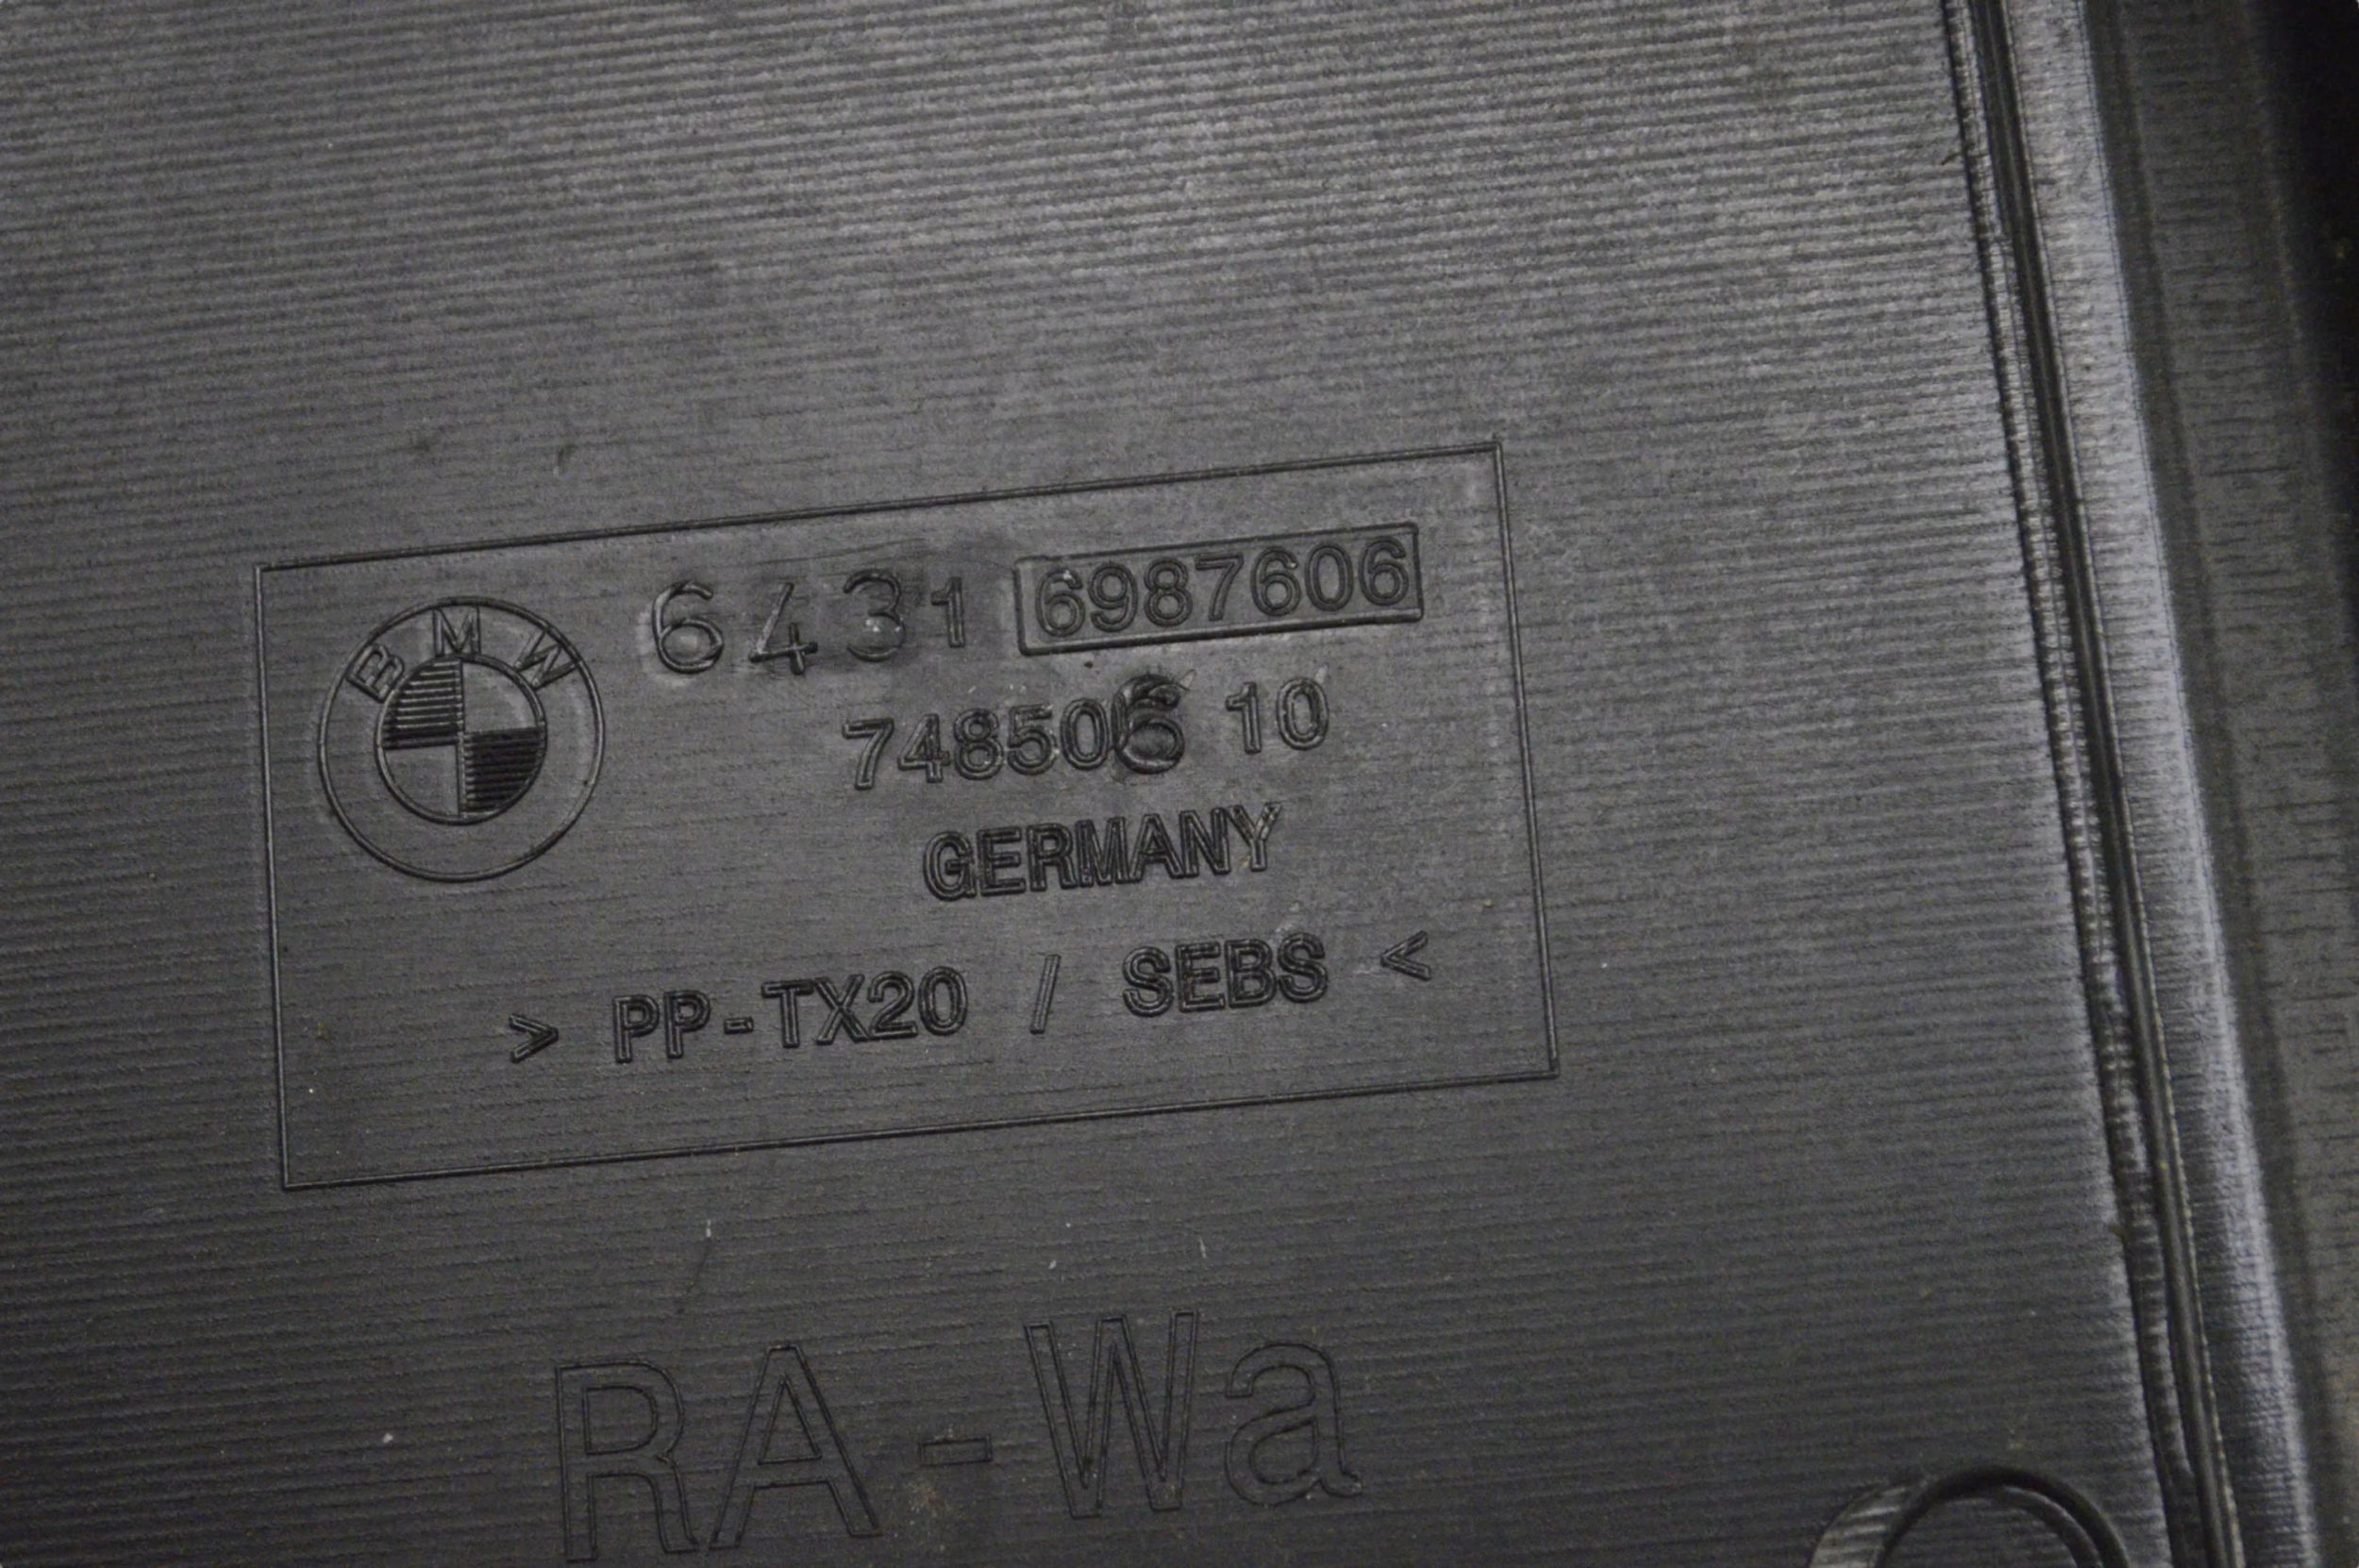 BMW
6431 6987606
748506 10
GERMANY
> PP-TX20 / SEBS <
RA-Wa